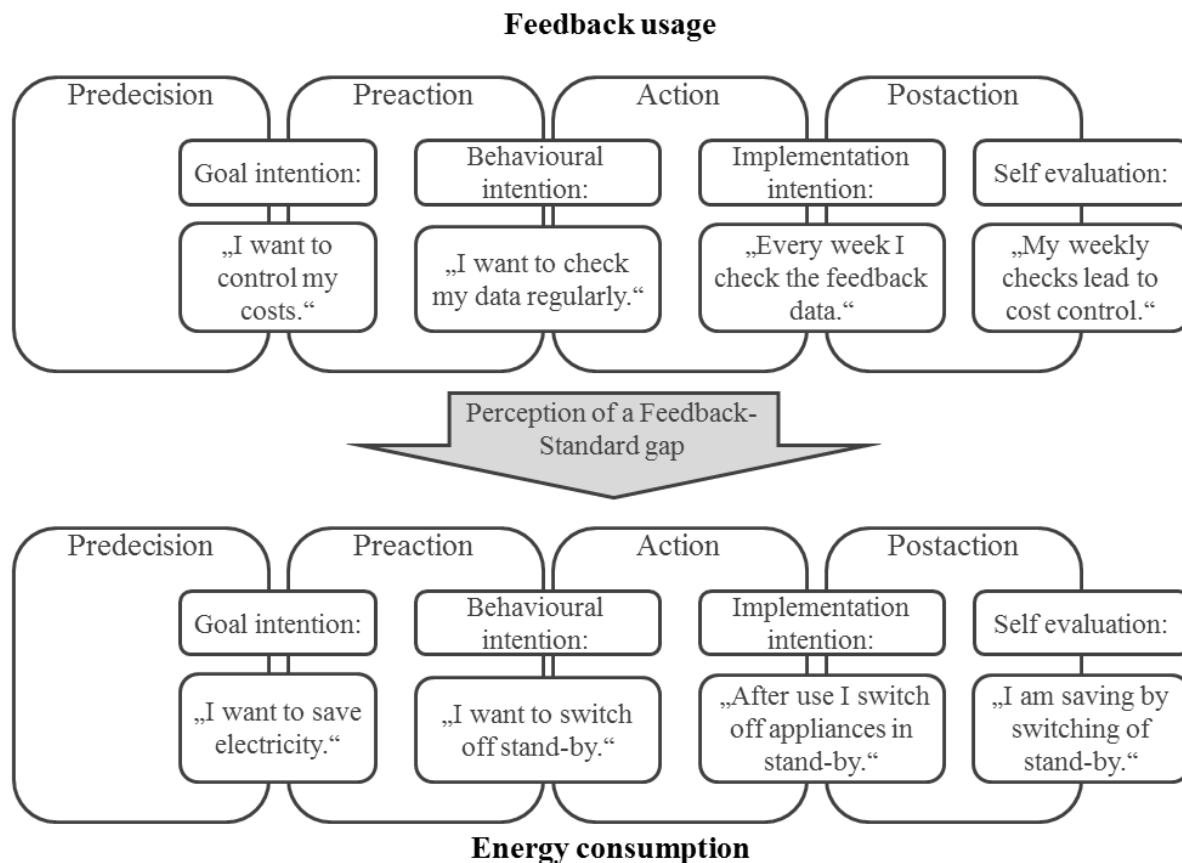 Feedback usage
Predecision
Preaction
Action
Postaction
Goal intention:
Behavioural
intention:
Implementation
intention:
Self evaluation:
„I want to
control my
costs.“
„I want to check
my data regularly.“
„Every week I
check the feedback
data.“
„My weekly
checks lead to
cost control.“
Perception of a Feedback-
Standard gap
Predecision
Preaction
Action
Postaction
Goal intention:
Behavioural
intention:
Implementation
intention:
Self evaluation:
„I want to save
electricity.“
„I want to switch
off stand-by.“
„After use I switch
off appliances in
stand-by.“
„I am saving by
switching of
stand-by.“
Energy consumption